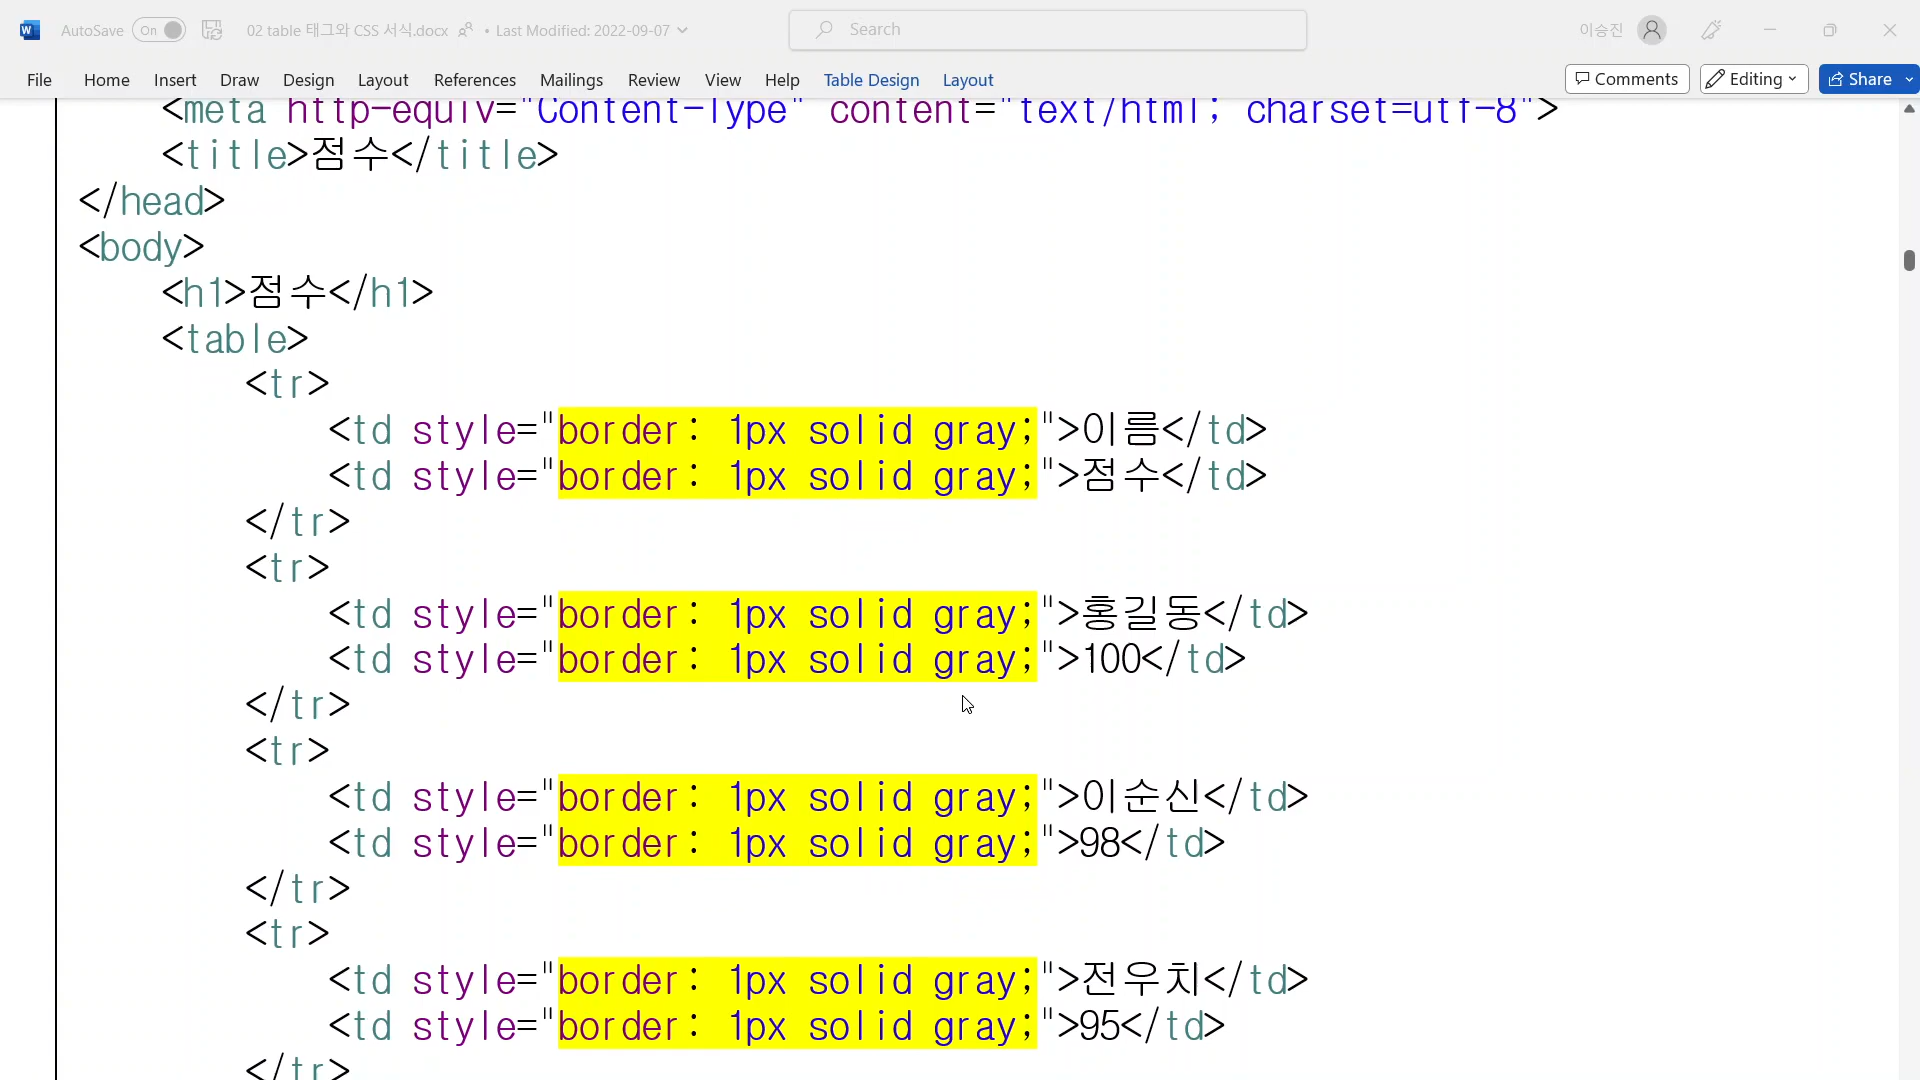 AutoSave On 02 table 태그와 CSS 서식.docx • Last Modified: 2022-09-07 Search 이승진
File Home Insert Draw Design Layout References Mailings Review View Help Table Design Layout Comments Editing Share
<meta http-equiv="Content-Type" content="text/html; charset=utf-8">
<title>점수</title>
</head>
<body>
<h1>점수</h1>
<table>
<tr>
<td style="border: 1px solid gray;">이름</td>
<td style="border: 1px solid gray;">점수</td>
</tr>
<tr>
<td style="border: 1px solid gray;">홍길동</td>
<td style="border: 1px solid gray;">100</td>
</tr>
<tr>
<td style="border: 1px solid gray;">이순신</td>
<td style="border: 1px solid gray;">98</td>
</tr>
<tr>
<td style="border: 1px solid gray;">전우치</td>
<td style="border: 1px solid gray;">95</td>
</tr>